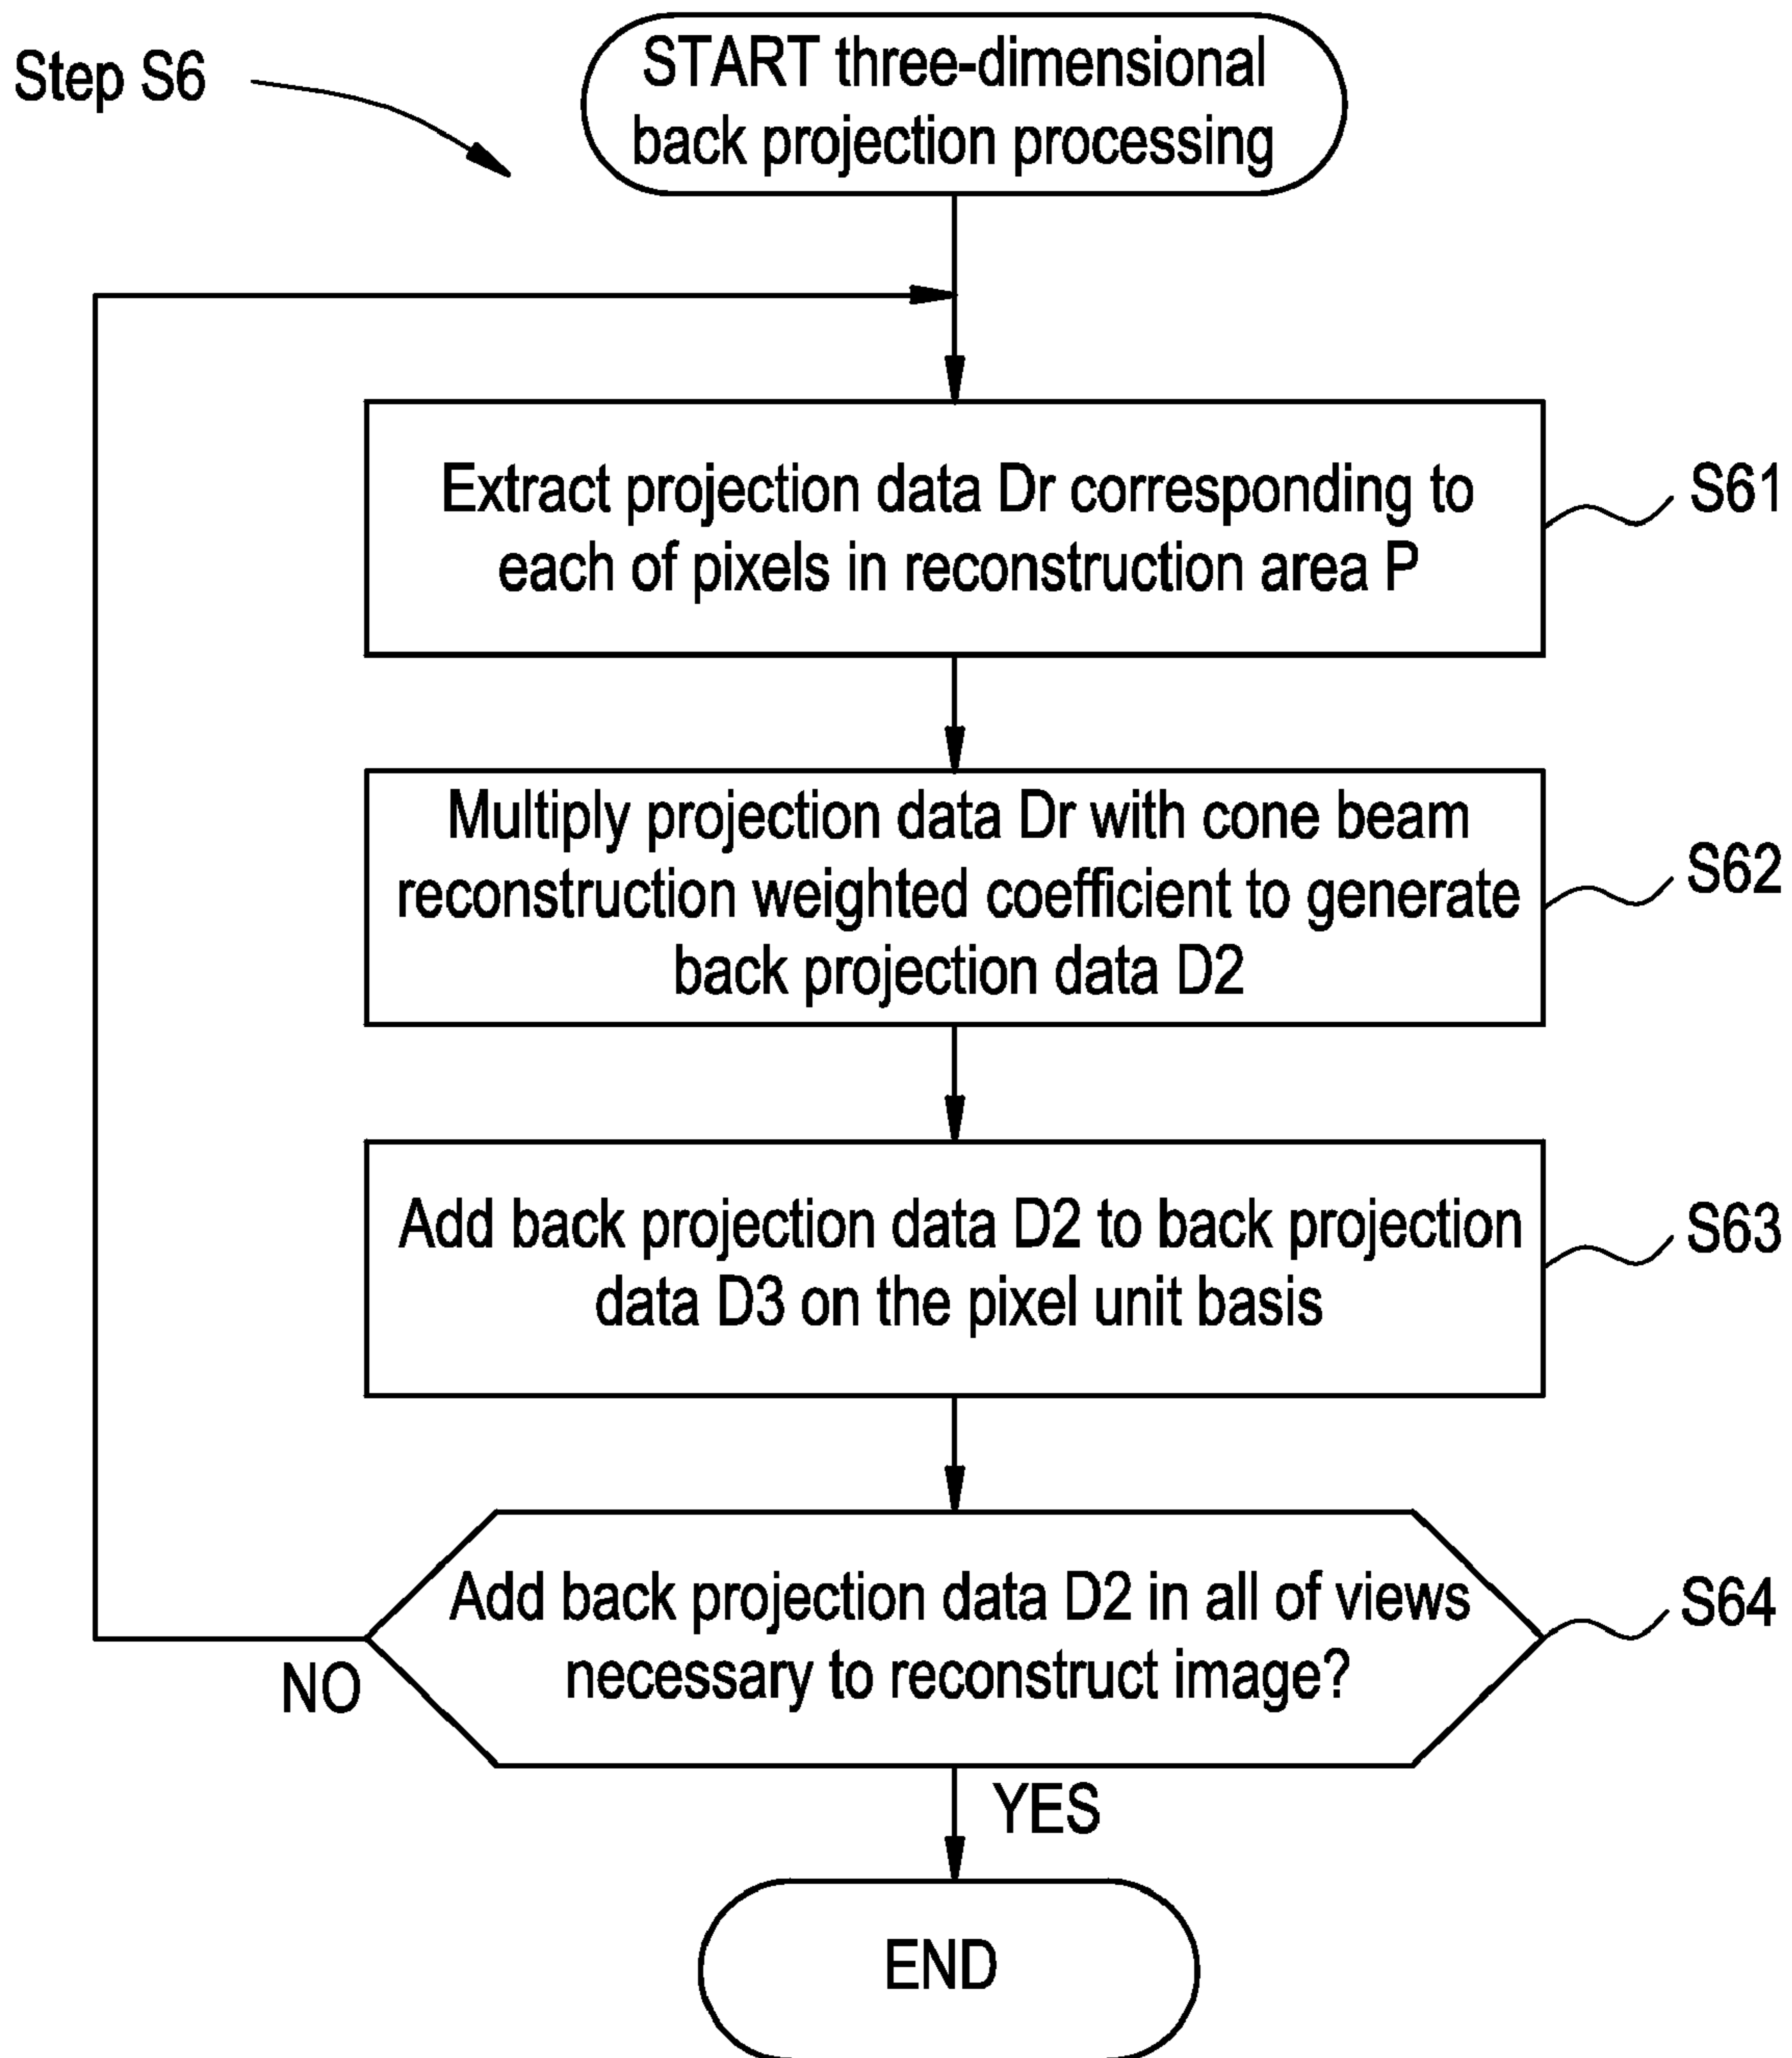 Step S6
START three-dimensional
back projection processing
Extract projection data Dr corresponding to
each of pixels in reconstruction area P
S61
Multiply projection data Dr with cone beam
reconstruction weighted coefficient to generate
back projection data D2
S62
Add back projection data D2 to back projection
data D3 on the pixel unit basis
S63
Add back projection data D2 in all of views
necessary to reconstruct image?
S64
NO
YES
END